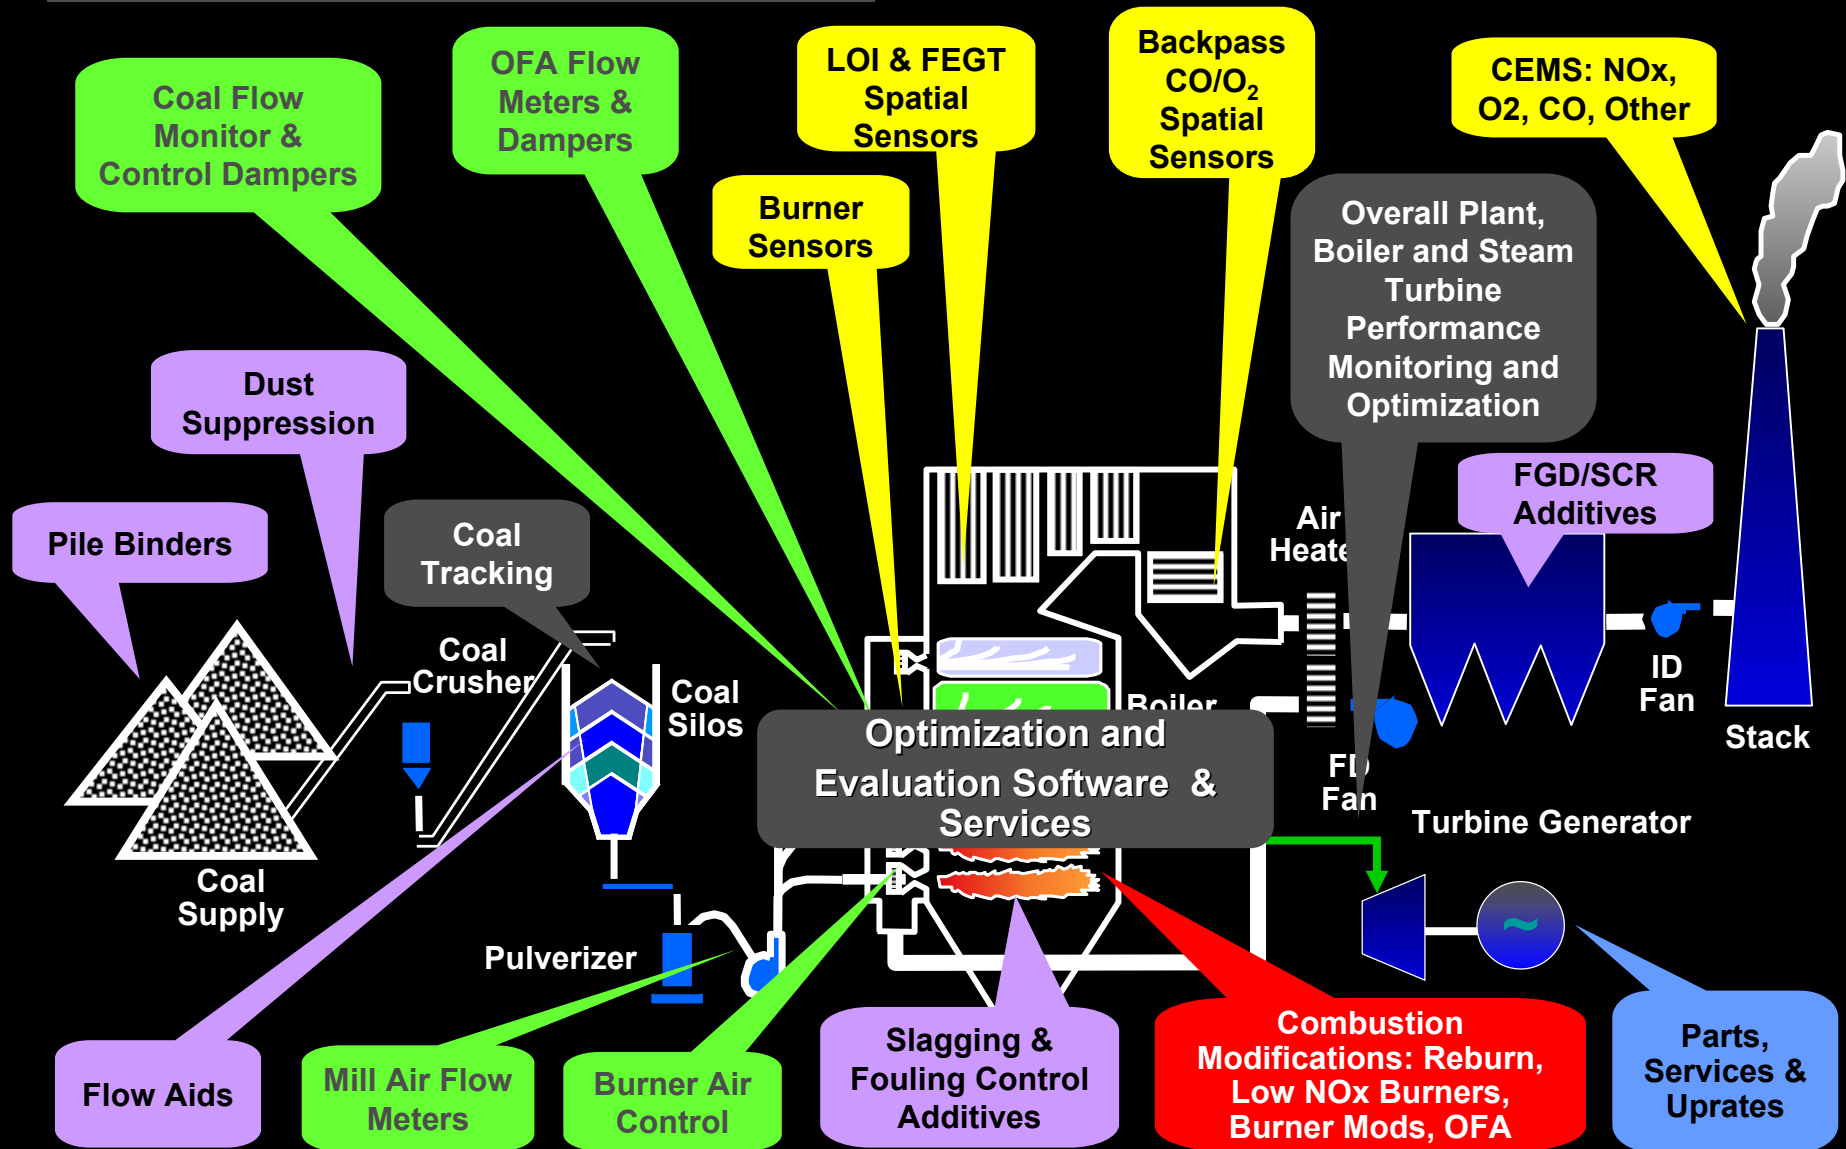 Coal Flow
Monitor &
Control Dampers
OFA Flow
Meters &
Dampers
LOI & FEGT
Spatial
Sensors
Backpass
CO/O₂
Spatial
Sensors
CEMS: NOx,
O2, CO, Other
Burner
Sensors
Overall Plant,
Boiler and Steam
Turbine
Performance
Monitoring and
Optimization
Dust
Suppression
Pile Binders
Coal
Tracking
FGD/SCR
Additives
Air
Heate
Coal
Crusher
Coal
Silos
Boiler
ID
Fan
Stack
Optimization and
Evaluation Software & 
Services
FD
Fan
Turbine Generator
Coal
Supply
Pulverizer
~
Flow Aids
Mill Air Flow
Meters
Burner Air
Control
Slagging &
Fouling Control
Additives
Combustion
Modifications: Reburn,
Low NOx Burners,
Burner Mods, OFA
Parts,
Services &
Uprates